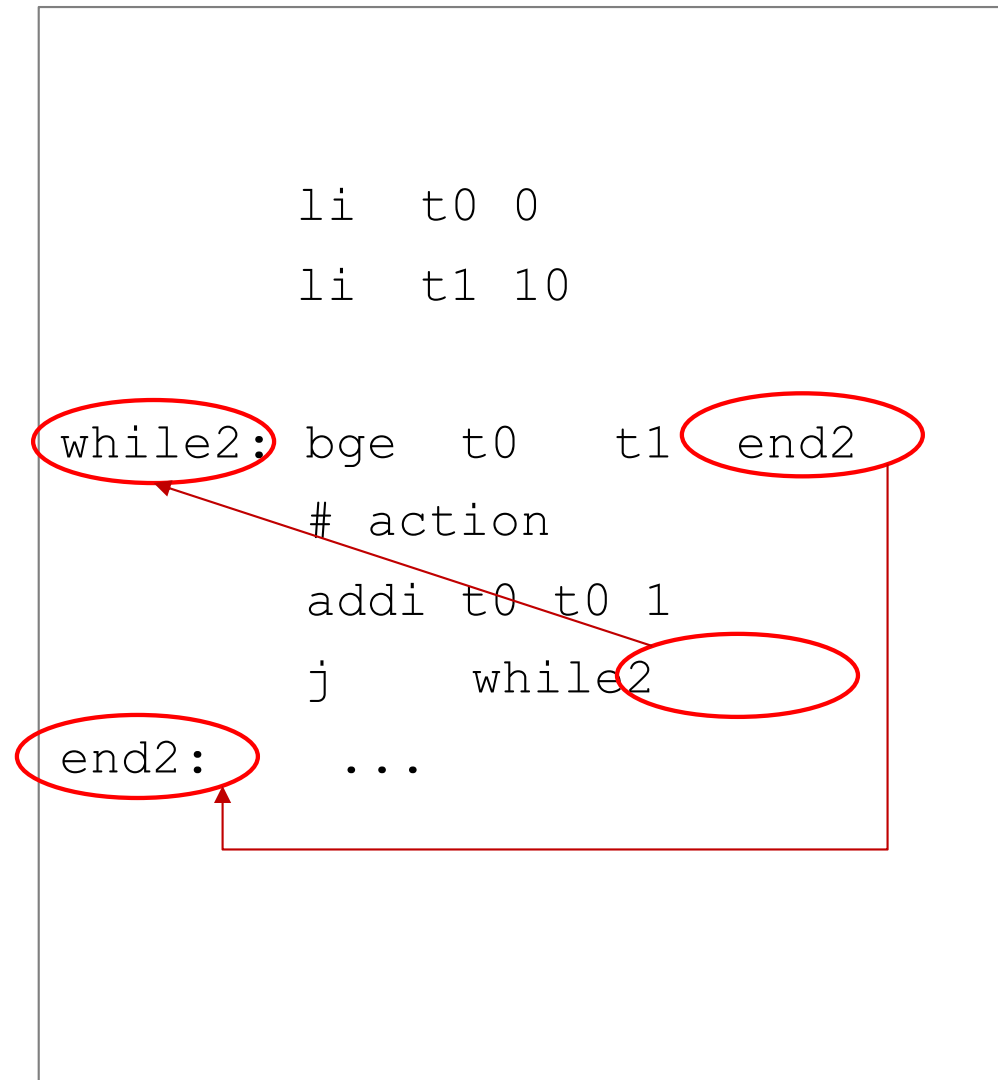 li t0 0
li t1 10
while2: bge t0 t1 end2
# action
addi t0 t0 1
j while2
end2: ...